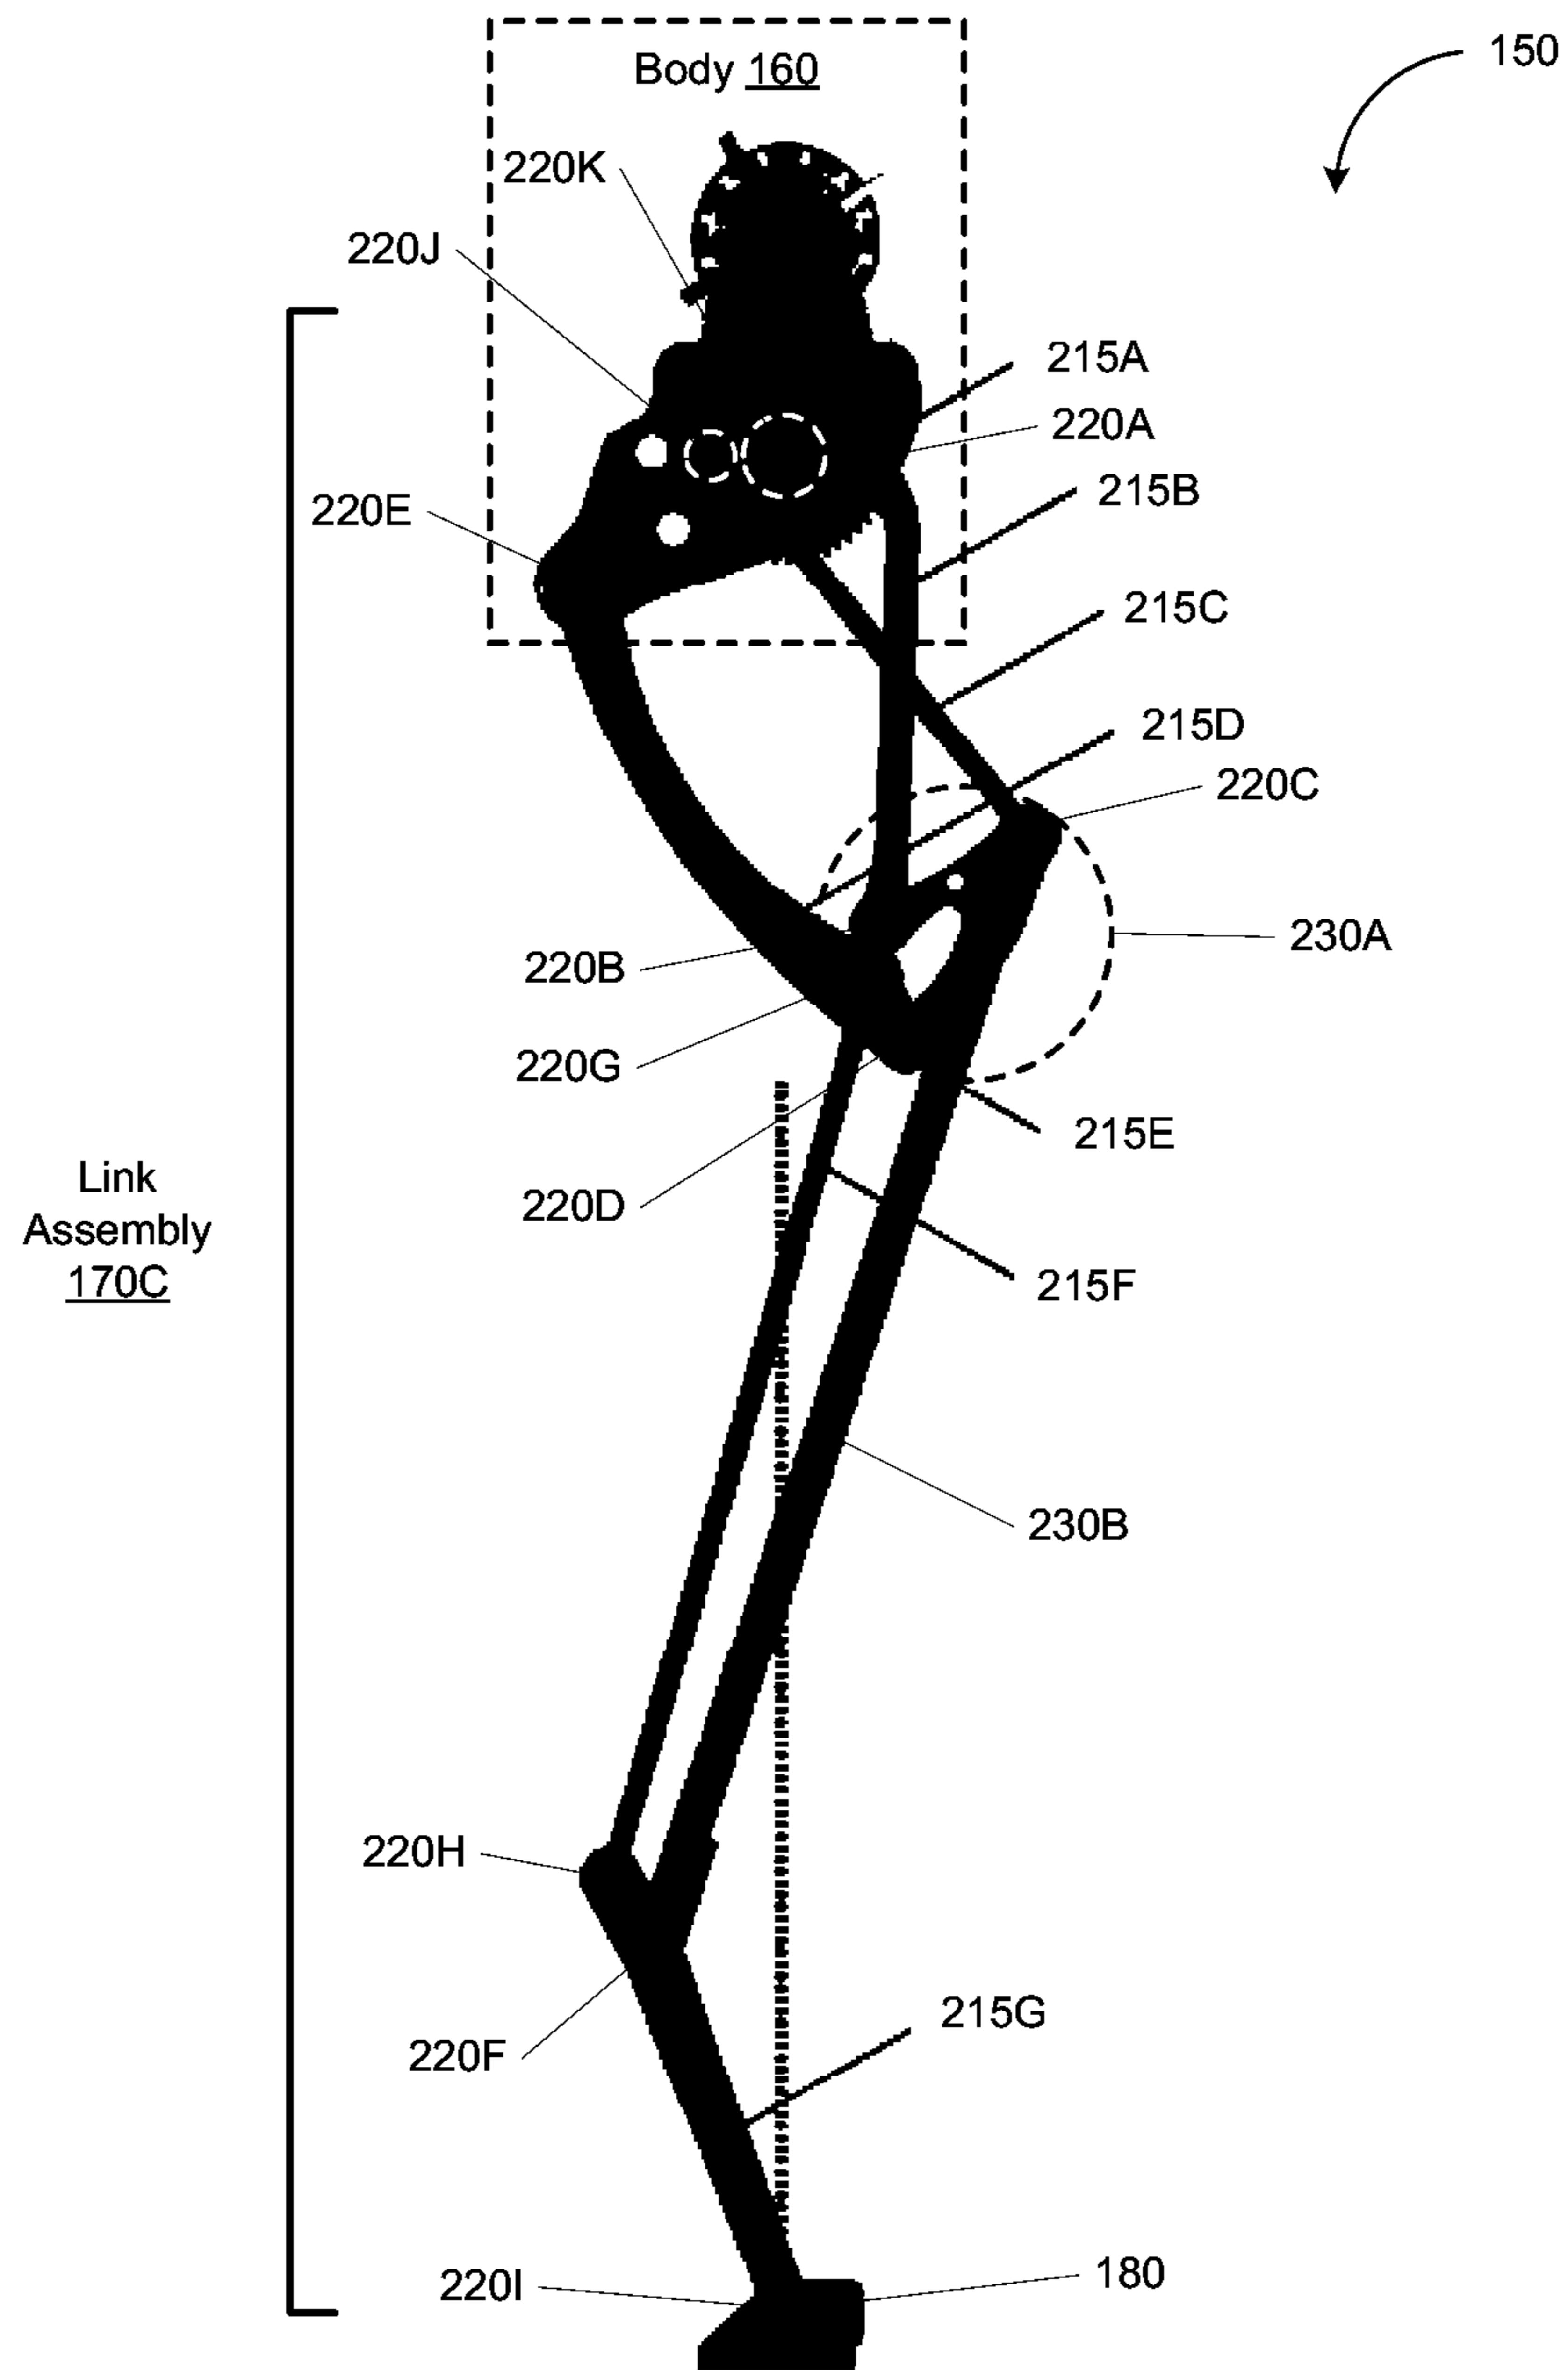 150
Body 160
220K
220J
215A
220A
215B
220E
215C
215D
220C
230A
220B
220G
215E
Link
Assembly
170C
220D
215F
230B
220H
215G
220F
180
220I